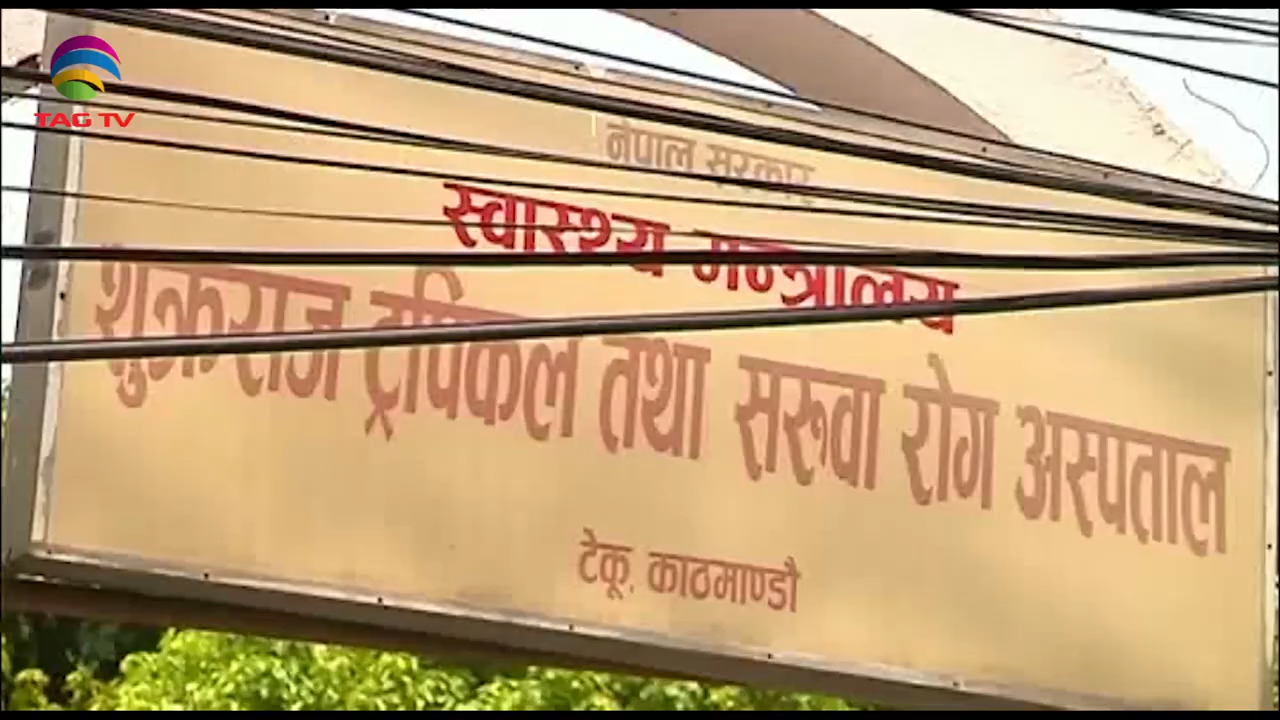 TAG TV
नेपाल सरकार
स्वास्थ्य मन्त्रालय
शुक्रराज ट्रपिकल तथा सरुवा रोग अस्पताल
टेकू, काठमाण्डौ